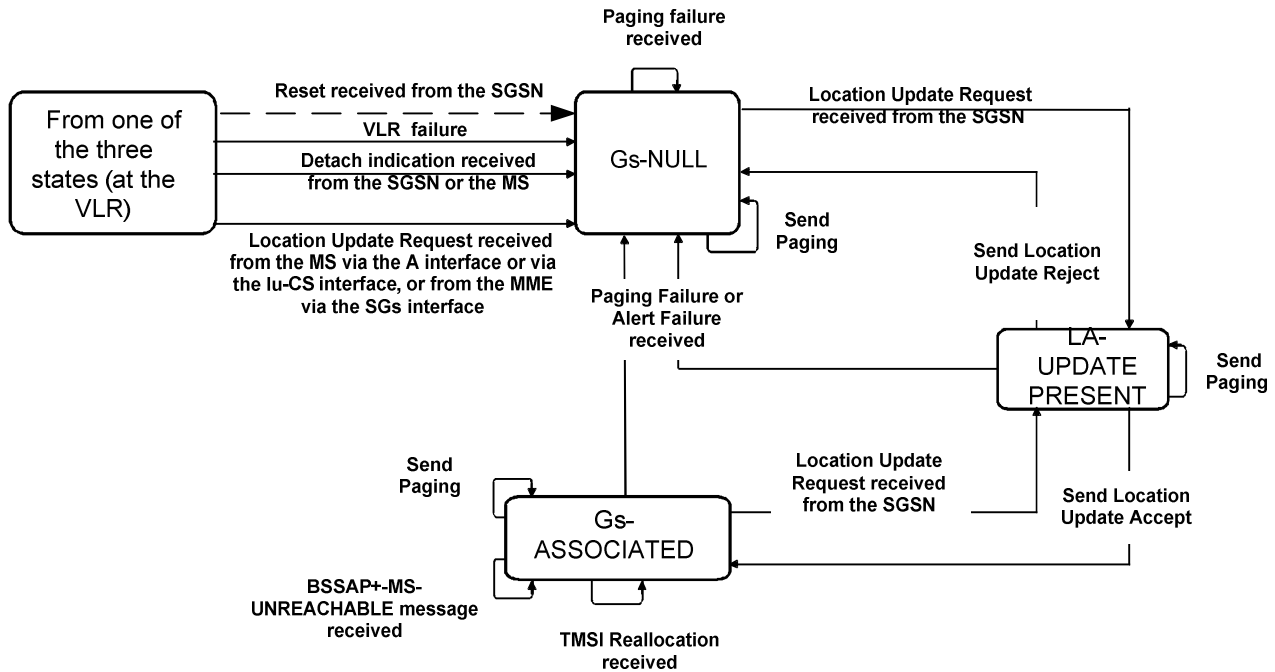 Paging failure
received
Reset received from the SGSN
VLR failure
Detach indication received
from the SGSN or the MS
Location Update Request received
from the MS via the A interface or via
the Iu-CS interface, or from the MME
via the SGs interface
From one of
the three
states (at the
VLR)
Gs-NULL
Location Update Request
received from the SGSN
Send
Paging
Send Location
Update Reject
Paging Failure or
Alert Failure
received
LA-
UPDATE
PRESENT
Send
Paging
Location Update
Request received
from the SGSN
Send Location
Update Accept
Send
Paging
Gs-
ASSOCIATED
BSSAP+-MS-
UNREACHABLE message
received
TMSI Reallocation
received